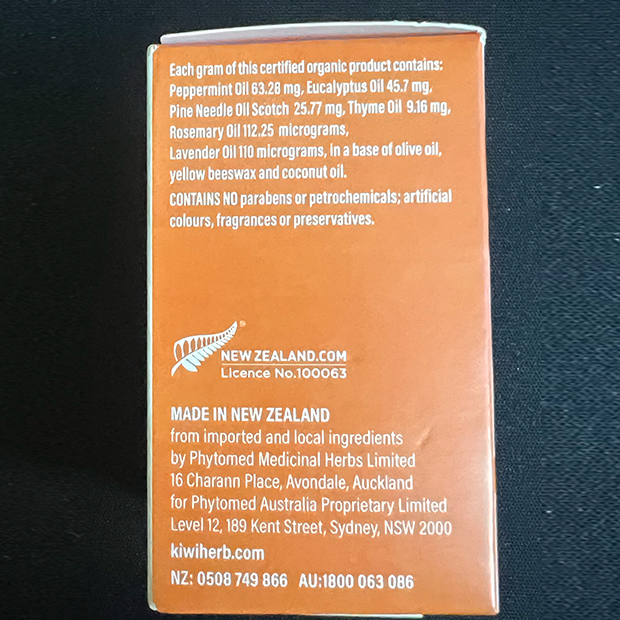 Each gram of this certified organic product contains:
Peppermint Oil 63.28 mg, Eucalyptus Oil 45.7 mg,
Pine Needle Oil Scotch 25.77 mg, Thyme Oil 9.16 mg,
Rosemary Oil 112.25 micrograms,
Lavender Oil 110 micrograms, in a base of olive oil,
yellow beeswax and coconut oil.
CONTAINS NO parabens or petrochemicals; artificial
colours, fragrances or preservatives.
®
NEW ZEALAND.COM
Licence No.100063
MADE IN NEW ZEALAND
from imported and local ingredients
by Phytomed Medicinal Herbs Limited
16 Charann Place, Avondale, Auckland
for Phytomed Australia Proprietary Limited
Level 12, 189 Kent Street, Sydney, NSW 2000
kiwiherb.com
NZ: 0508 749 866 AU:1800 063 086